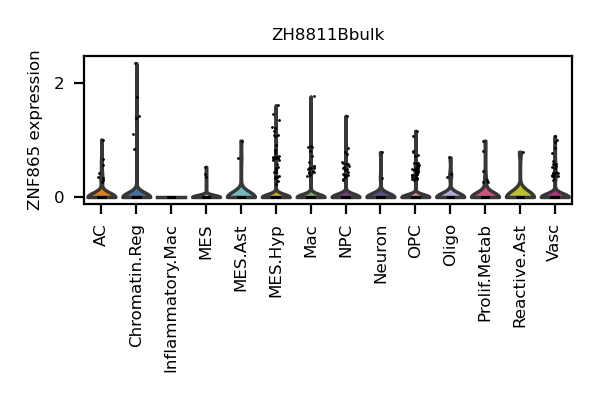 ZH8811Bbulk
ZNF865 expression
2
0
AC
Chromatin.Reg
Inflammatory.Mac
MES
MES.Ast
MES.Hyp
Mac
NPC
Neuron
OPC
Oligo
Prolif.Metab
Reactive.Ast
Vasc